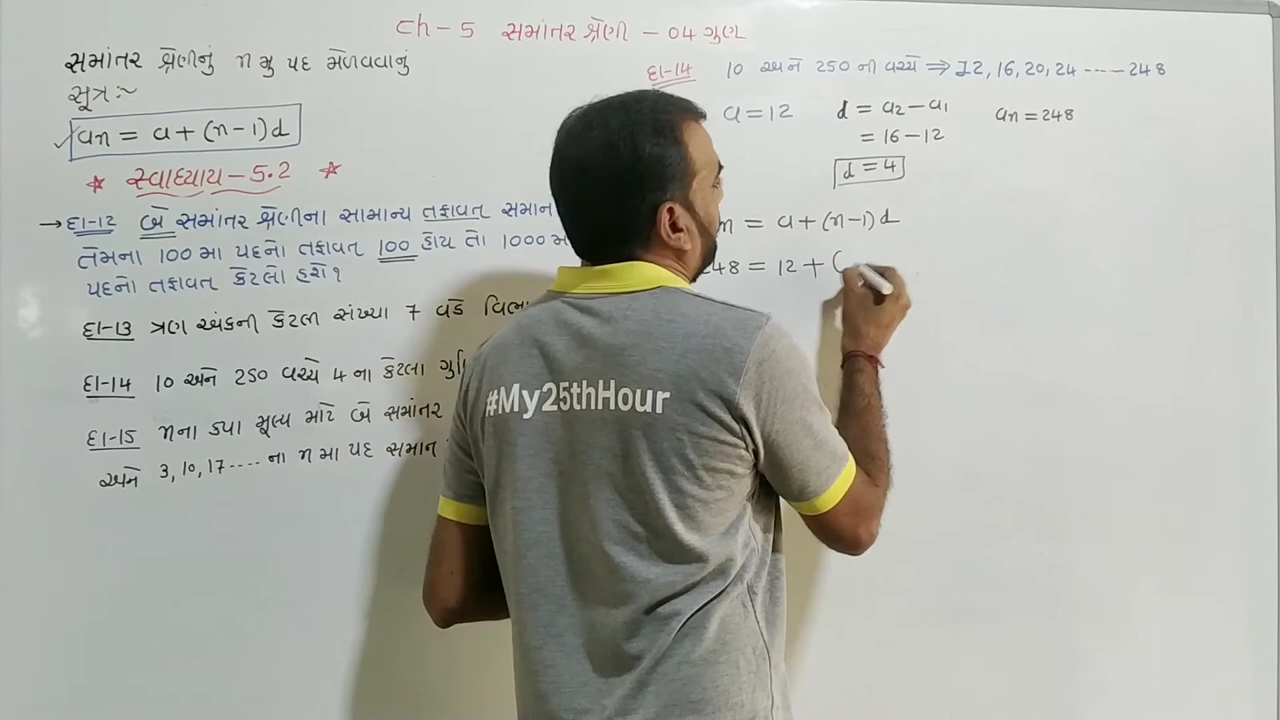 Ch-5 સમાંતર શ્રેણી - 04 ગુણ
સમાંતર શ્રેણીનું n મુ પદ મેળવવાનું
સૂત્ર:~
✓an = a + (n-1)d
* સ્વાધ્યાય - 5.2 *
→ દા-12 બે સમાંતર શ્રેણીના સામાન્ય તફાવત સમાન
તેમના 100 મા પદનો તફાવત 100 હોય તો 1000 મ
પદનો તફાવત કેટલો હશે?
દા-13 ત્રણ અંકની કેટલી સંખ્યા 7 વડે વિભા
દા-14 10 અને 250 વચ્ચે 4 ના કેટલા ગુ
દા-15 nના કયા મૂલ્ય માટે બે સમાંતર
અને 3, 10, 17 ---- ના n મા પદ સમાન
દા-14 10 અને 250 ની વચ્ચે ⇒ 12, 16, 20, 24 ----- 248
a = 12 d = a2 - a1 an = 248
= 16 - 12
d = 4
n = a + (n-1)d
248 = 12 + (
#My25thHour